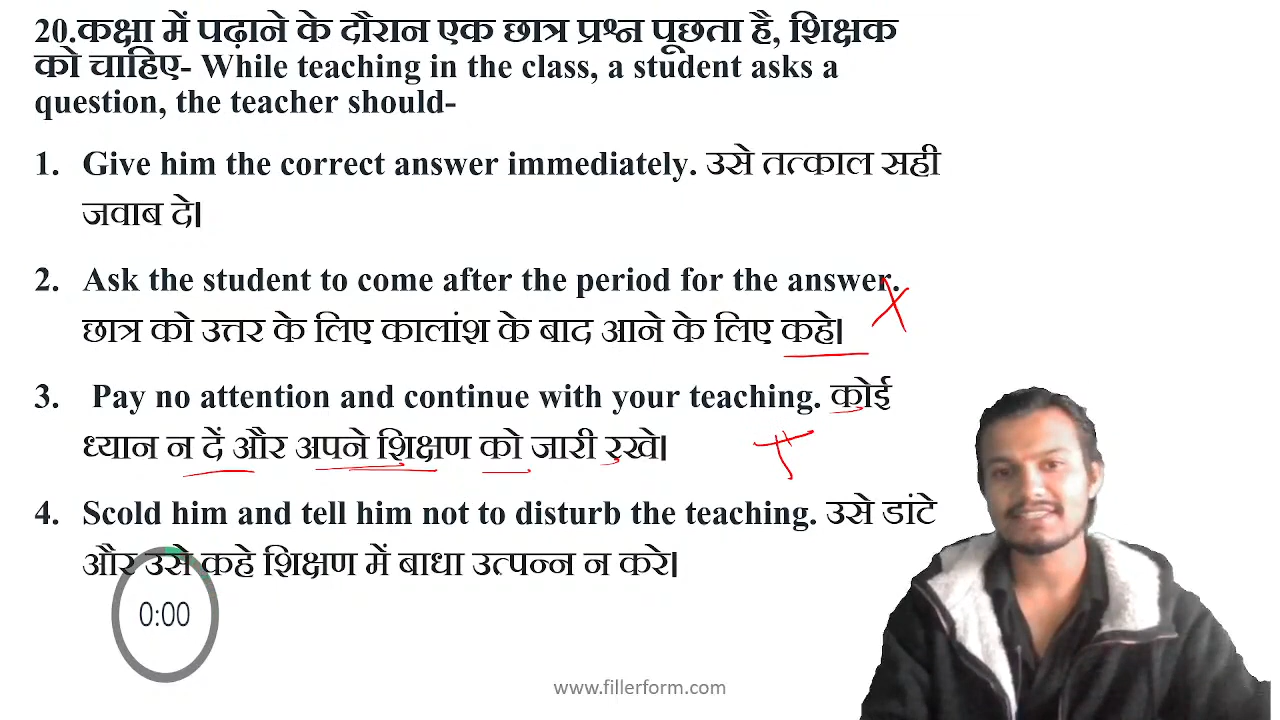 20.कक्षा में पढ़ाने के दौरान एक छात्र प्रश्न पूछता है, शिक्षक
को चाहिए- While teaching in the class, a student asks a
question, the teacher should-
1. Give him the correct answer immediately. उसे तत्काल सही
जवाब दे।
2. Ask the student to come after the period for the answer.
छात्र को उत्तर के लिए कालांश के बाद आने के लिए कहे।
3. Pay no attention and continue with your teaching. कोई
ध्यान न दें और अपने शिक्षण को जारी रखे।
4. Scold him and tell him not to disturb the teaching. उसे डांटे
और उसे कहे शिक्षण में बाधा उत्पन्न न करे।
0:00
www.fillerform.com